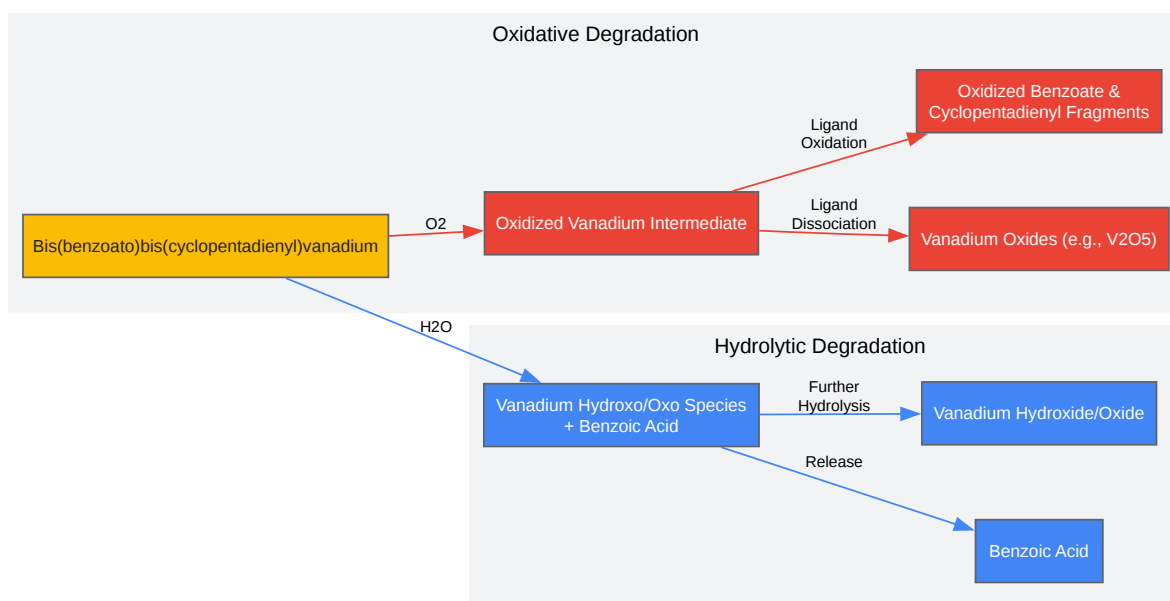 Oxidative Degradation
Oxidized Benzoate &
Cyclopentadienyl Fragments
Ligand
Oxidation
Bis(benzoato)bis(cyclopentadienyl)vanadium
O2
Oxidized Vanadium Intermediate
Ligand
Dissociation
Vanadium Oxides (e.g., V2O5)
H2O
Hydrolytic Degradation
Vanadium Hydroxo/Oxo Species
+ Benzoic Acid
Further
Hydrolysis
Vanadium Hydroxide/Oxide
Release
Benzoic Acid